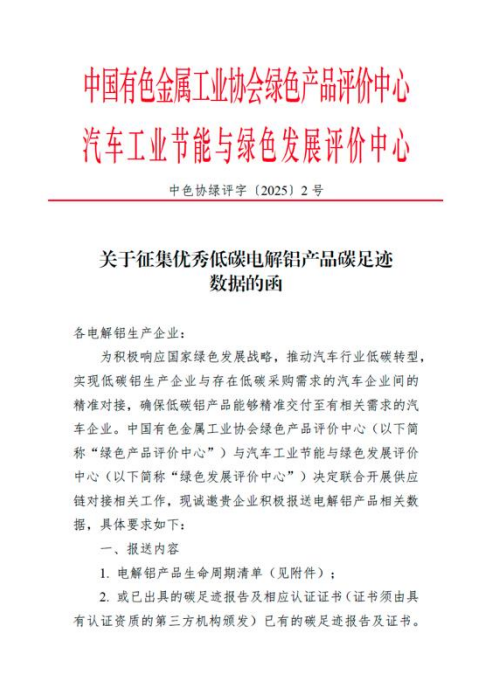 中国有色金属工业协会绿色产品评价中心
汽车工业节能与绿色发展评价中心
中色协绿评字〔2025〕2 号
关于征集优秀低碳电解铝产品碳足迹
数据的函
各电解铝生产企业：
为积极响应国家绿色发展战略，推动汽车行业低碳转型，
实现低碳铝生产企业与存在低碳采购需求的汽车企业间的
精准对接，确保低碳铝产品能够精准交付至有相关需求的汽
车企业。中国有色金属工业协会绿色产品评价中心（以下简
称“绿色产品评价中心”）与汽车工业节能与绿色发展评价
中心（以下简称“绿色发展评价中心”）决定联合开展供应
链对接相关工作，现诚邀贵企业积极报送电解铝产品相关数
据，具体要求如下：
一、报送内容
1. 电解铝产品生命周期清单（见附件）；
2. 或已出具的碳足迹报告及相应认证证书（证书须由具
有认证资质的第三方机构颁发）已有的碳足迹报告及证书。